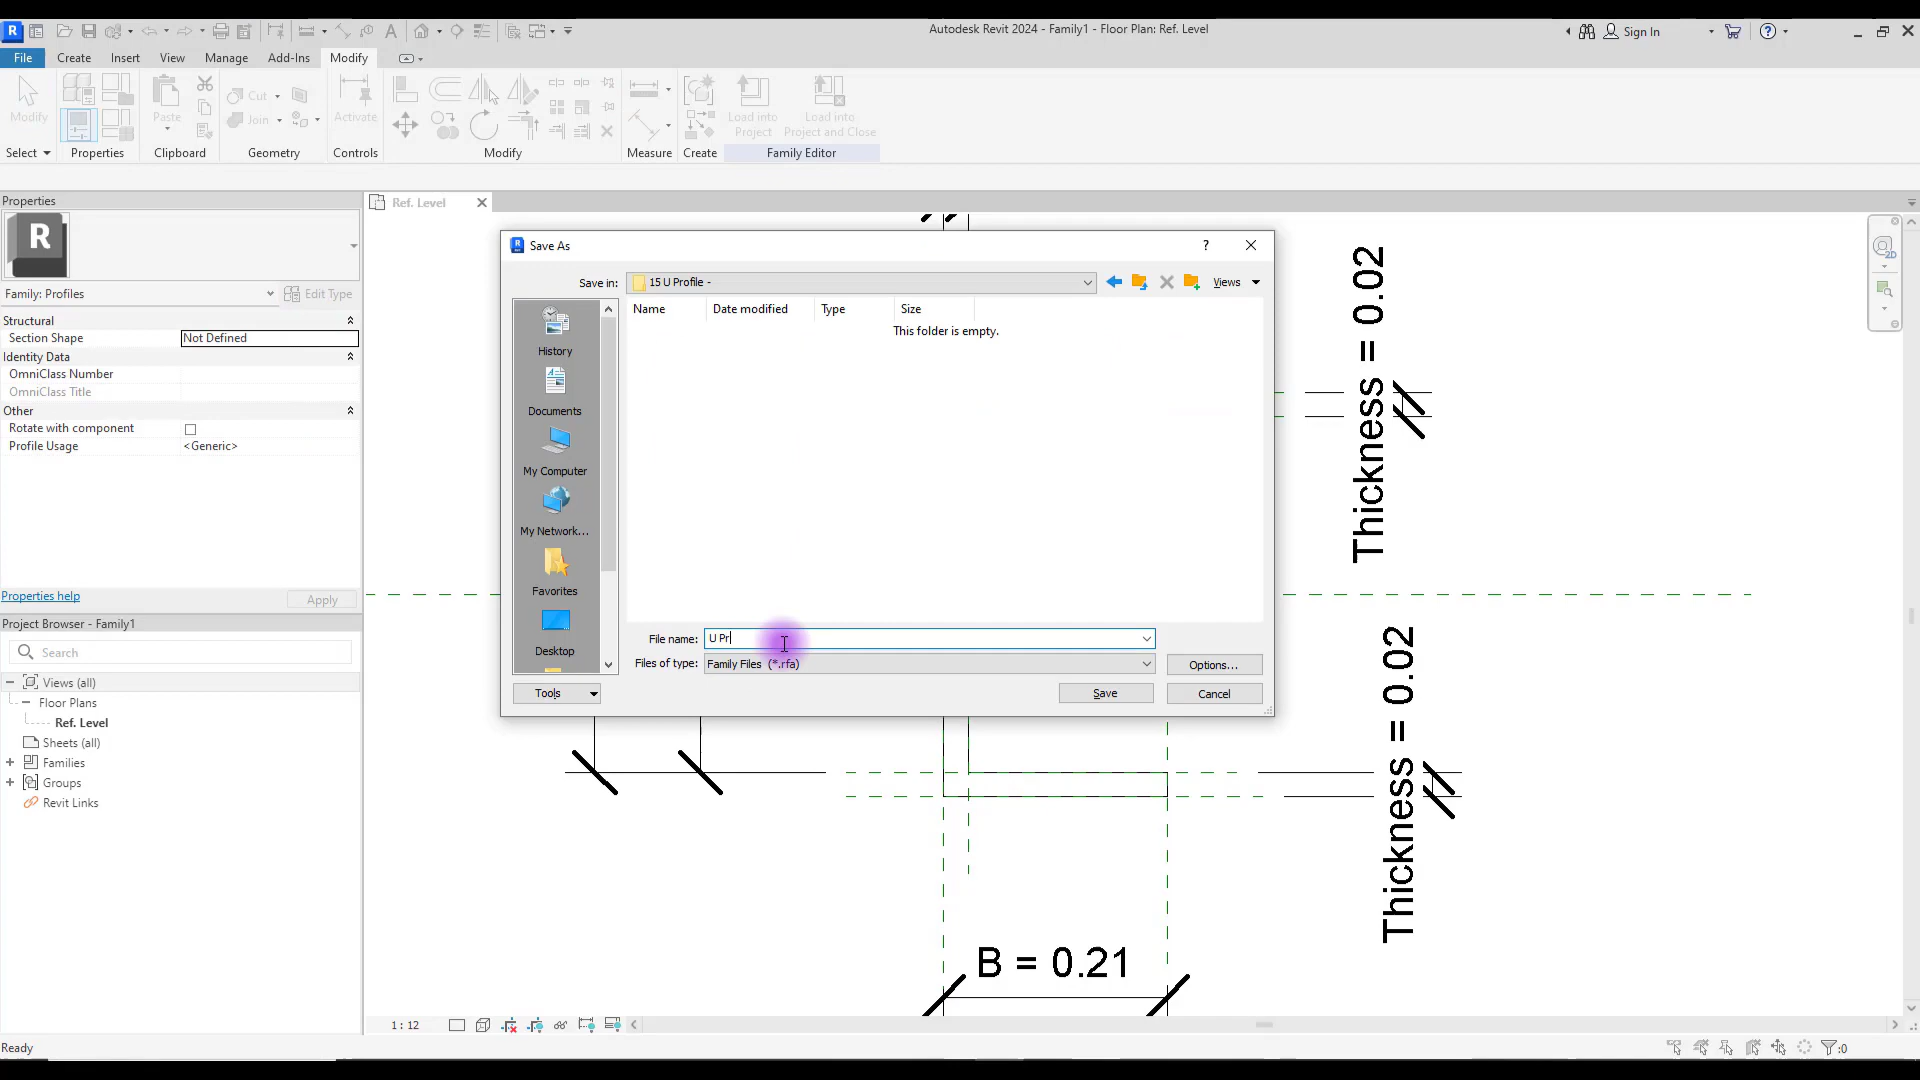 Autodesk Revit 2024 - Family1 - Floor Plan: Ref. Level
Sign In
File Create Insert View Manage Add-Ins Modify
Modify
Paste
Cut
Join
Activate
Load into Project
Load into Project and Close
Select
Properties
Clipboard
Geometry
Controls
Modify
Measure
Create
Family Editor
Properties
R
Family: Profiles
Edit Type
Structural
Section Shape
Not Defined
Identity Data
OmniClass Number
OmniClass Title
Other
Rotate with component
Profile Usage
<Generic>
Properties help
Apply
Project Browser - Family1
Search
Views (all)
Floor Plans
Ref. Level
Sheets (all)
Families
Groups
Revit Links
Ref. Level
Save As
Save in:
15 U Profile -
Views
Name
Date modified
Type
Size
This folder is empty.
History
Documents
My Computer
My Network...
Favorites
Desktop
File name:
U Pr
Files of type:
Family Files (*.rfa)
Options...
Tools
Save
Cancel
Thickness = 0.02
Thickness = 0.02
B = 0.21
1 : 12
Ready
:0
2D